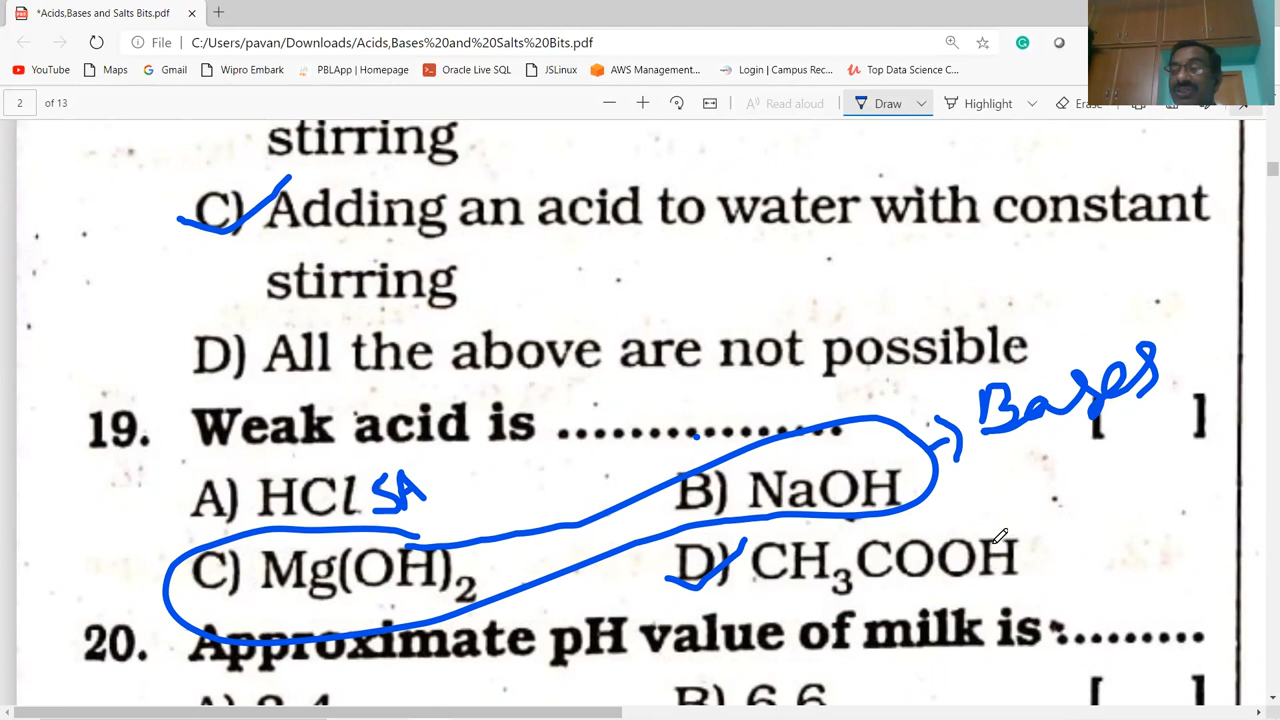 *Acids,Bases and Salts Bits.pdf
File
C:/Users/pavan/Downloads/Acids,Bases%20and%20Salts%20Bits.pdf
YouTube Maps Gmail Wipro Embark PBLApp | Homepage Oracle Live SQL JSLinux AWS Management... Login | Campus Rec... Top Data Science C...
2 of 13 Read aloud Draw Highlight Erase
stirring
C) Adding an acid to water with constant
stirring
D) All the above are not possible
Bases
19. Weak acid is .................. [ ]
A) HCl SA B) NaOH
C) Mg(OH)2 D) CH3COOH
20. Approximate pH value of milk is .........
B) 6.6 [ ]